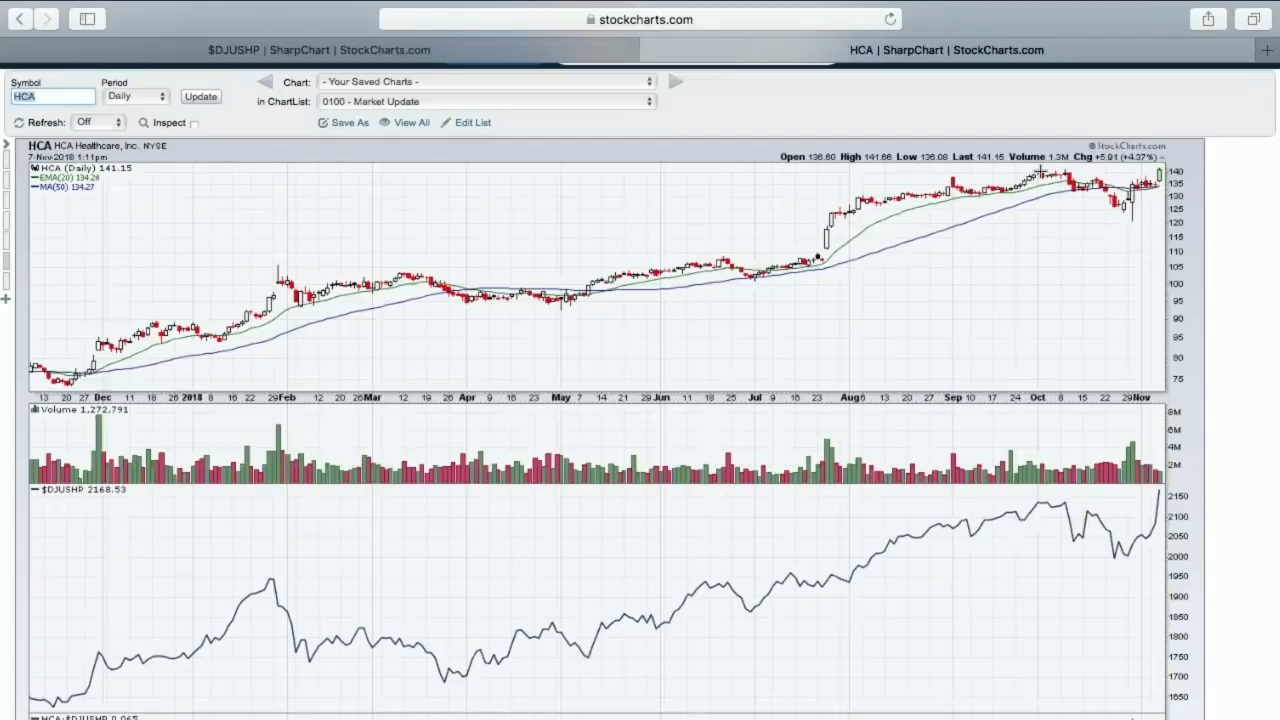 stockcharts.com
$DJUSHP | SharpChart | StockCharts.com
HCA | SharpChart | StockCharts.com
Symbol
Period
Chart: - Your Saved Charts -
HCA
Daily
Update
in ChartList: 0100 - Market Update
Refresh: Off
Inspect
Save As
View All
Edit List
HCA HCA Healthcare, Inc. NYSE
© StockCharts.com
7-Nov-2018 1:11pm
Open 136.60 High 141.66 Low 136.08 Last 141.15 Volume 1.3M Chg +5.91 (+4.37%)
HCA (Daily) 141.15
EMA(20) 134.28
MA(50) 134.27
140
135
130
125
120
115
110
105
100
95
90
85
80
75
13 20 27 Dec 11 18 26 2018 8 16 22 29 Feb 12 20 26 Mar 12 19 26 Apr 9 16 23 May 7 14 21 29 Jun 11 18 25 Jul 9 16 23 Aug 6 13 20 27 Sep 10 17 24 Oct 8 15 22 29 Nov
Volume 1,272,791
8M
6M
4M
2M
$DJUSHP 2168.53
2150
2100
2050
2000
1950
1900
1850
1800
1750
1700
1650
HCA:$DJUSHP 0.065